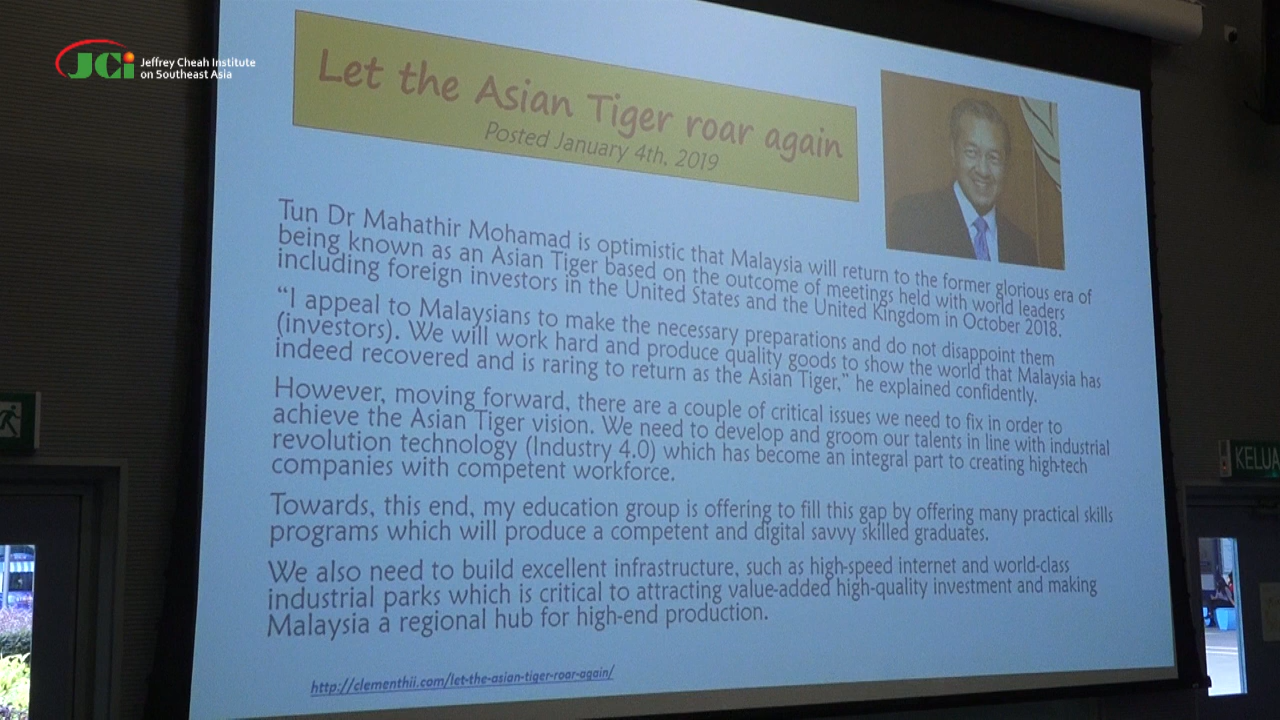 JCi Jeffrey Cheah Institute
on Southeast Asia
Let the Asian Tiger roar again
Posted January 4th, 2019
Tun Dr Mahathir Mohamad is optimistic that Malaysia will return to the former glorious era of
being known as an Asian Tiger based on the outcome of meetings held with world leaders
including foreign investors in the United States and the United Kingdom in October 2018.
“I appeal to Malaysians to make the necessary preparations and do not disappoint them
(investors). We will work hard and produce quality goods to show the world that Malaysia has
indeed recovered and is raring to return as the Asian Tiger,” he explained confidently.
However, moving forward, there are a couple of critical issues we need to fix in order to
achieve the Asian Tiger vision. We need to develop and groom our talents in line with industrial
revolution technology (Industry 4.0) which has become an integral part to creating high-tech
companies with competent workforce.
Towards, this end, my education group is offering to fill this gap by offering many practical skills
programs which will produce a competent and digital savvy skilled graduates.
We also need to build excellent infrastructure, such as high-speed internet and world-class
industrial parks which is critical to attracting value-added high-quality investment and making
Malaysia a regional hub for high-end production.
http://clementhii.com/let-the-asian-tiger-roar-again/
KELUA